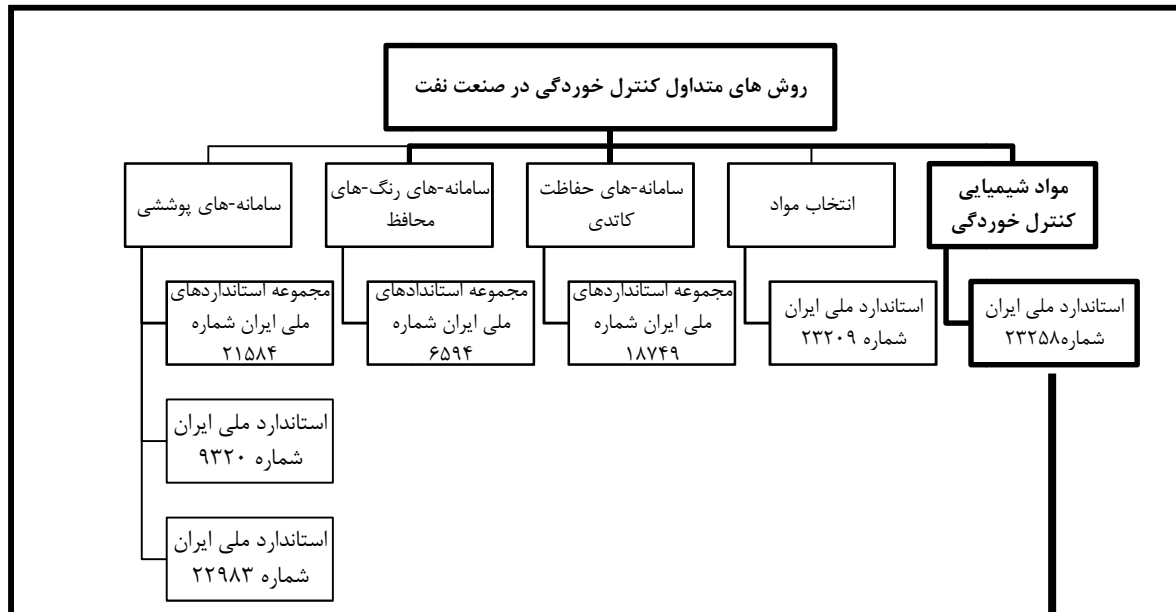 روش های متداول کنترل خوردگی در صنعت نفت
مواد شیمیایی
کنترل خوردگی
انتخاب مواد
سامانه-های حفاظت
کاتدی
سامانه-های رنگ-های
محافظ
سامانه-های پوششی
استاندارد ملی ایران
شماره۲۳۲۵۸
استاندارد ملی ایران
شماره ۲۳۲۰۹
مجموعه استانداردهای
ملی ایران شماره
۱۸۷۴۹
مجموعه استاندادهای
ملی ایران شماره
۶۵۹۴
مجموعه استانداردهای
ملی ایران شماره
۲۱۵۸۴
استاندارد ملی ایران
شماره ۹۳۲۰
استاندارد ملی ایران
شماره ۲۲۹۸۳